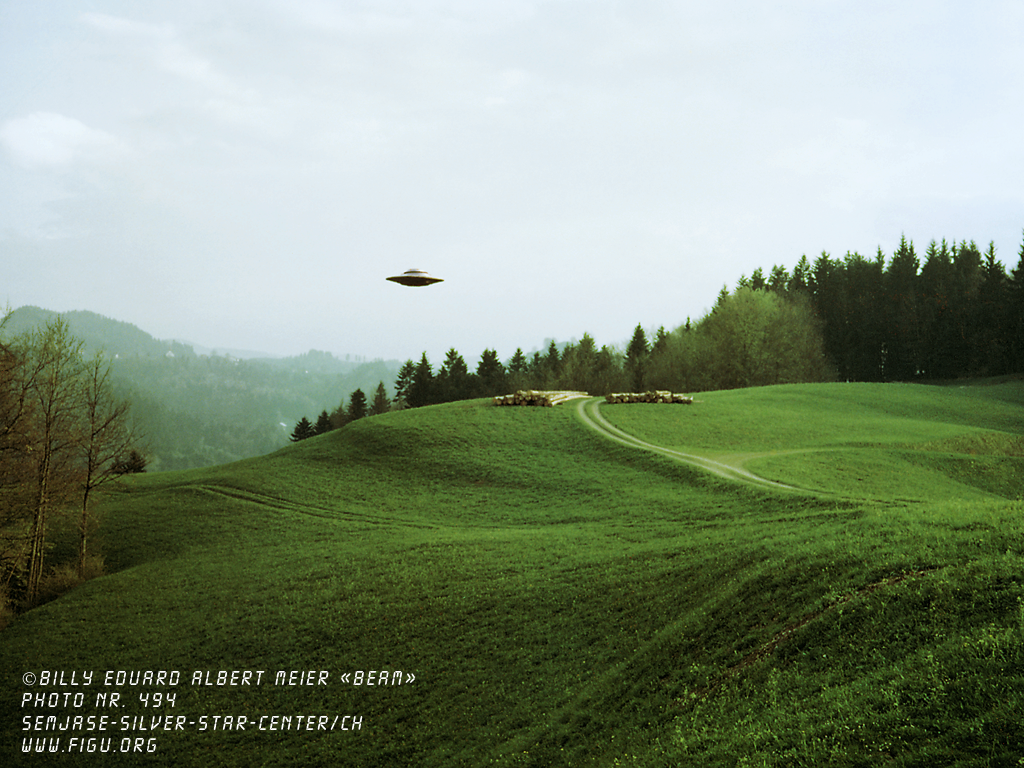 ©BILLY EDUARD ALBERT MEIER «BEAM»
PHOTO NR. 494
SEMJASE-SILVER-STAR-CENTER/CH
WWW.FIGU.ORG